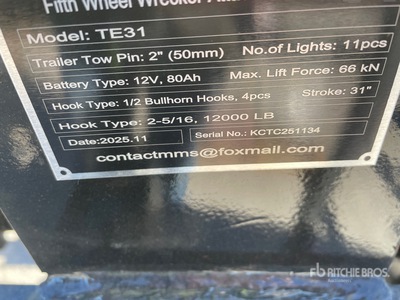 Fifth Wheel Wrecker
Model: TE31
Trailer Tow Pin: 2" (50mm) No.of Lights: 11pcs
Battery Type: 12V, 80Ah Max. Lift Force: 66 kN
Hook Type: 1/2 Bullhorn Hooks, 4pcs Stroke: 31"
Hook Type: 2-5/16, 12000 LB
Date:2025.11 Serial No.: KCTC251134
contactmms@foxmail.com
rb RITCHIE BROS.